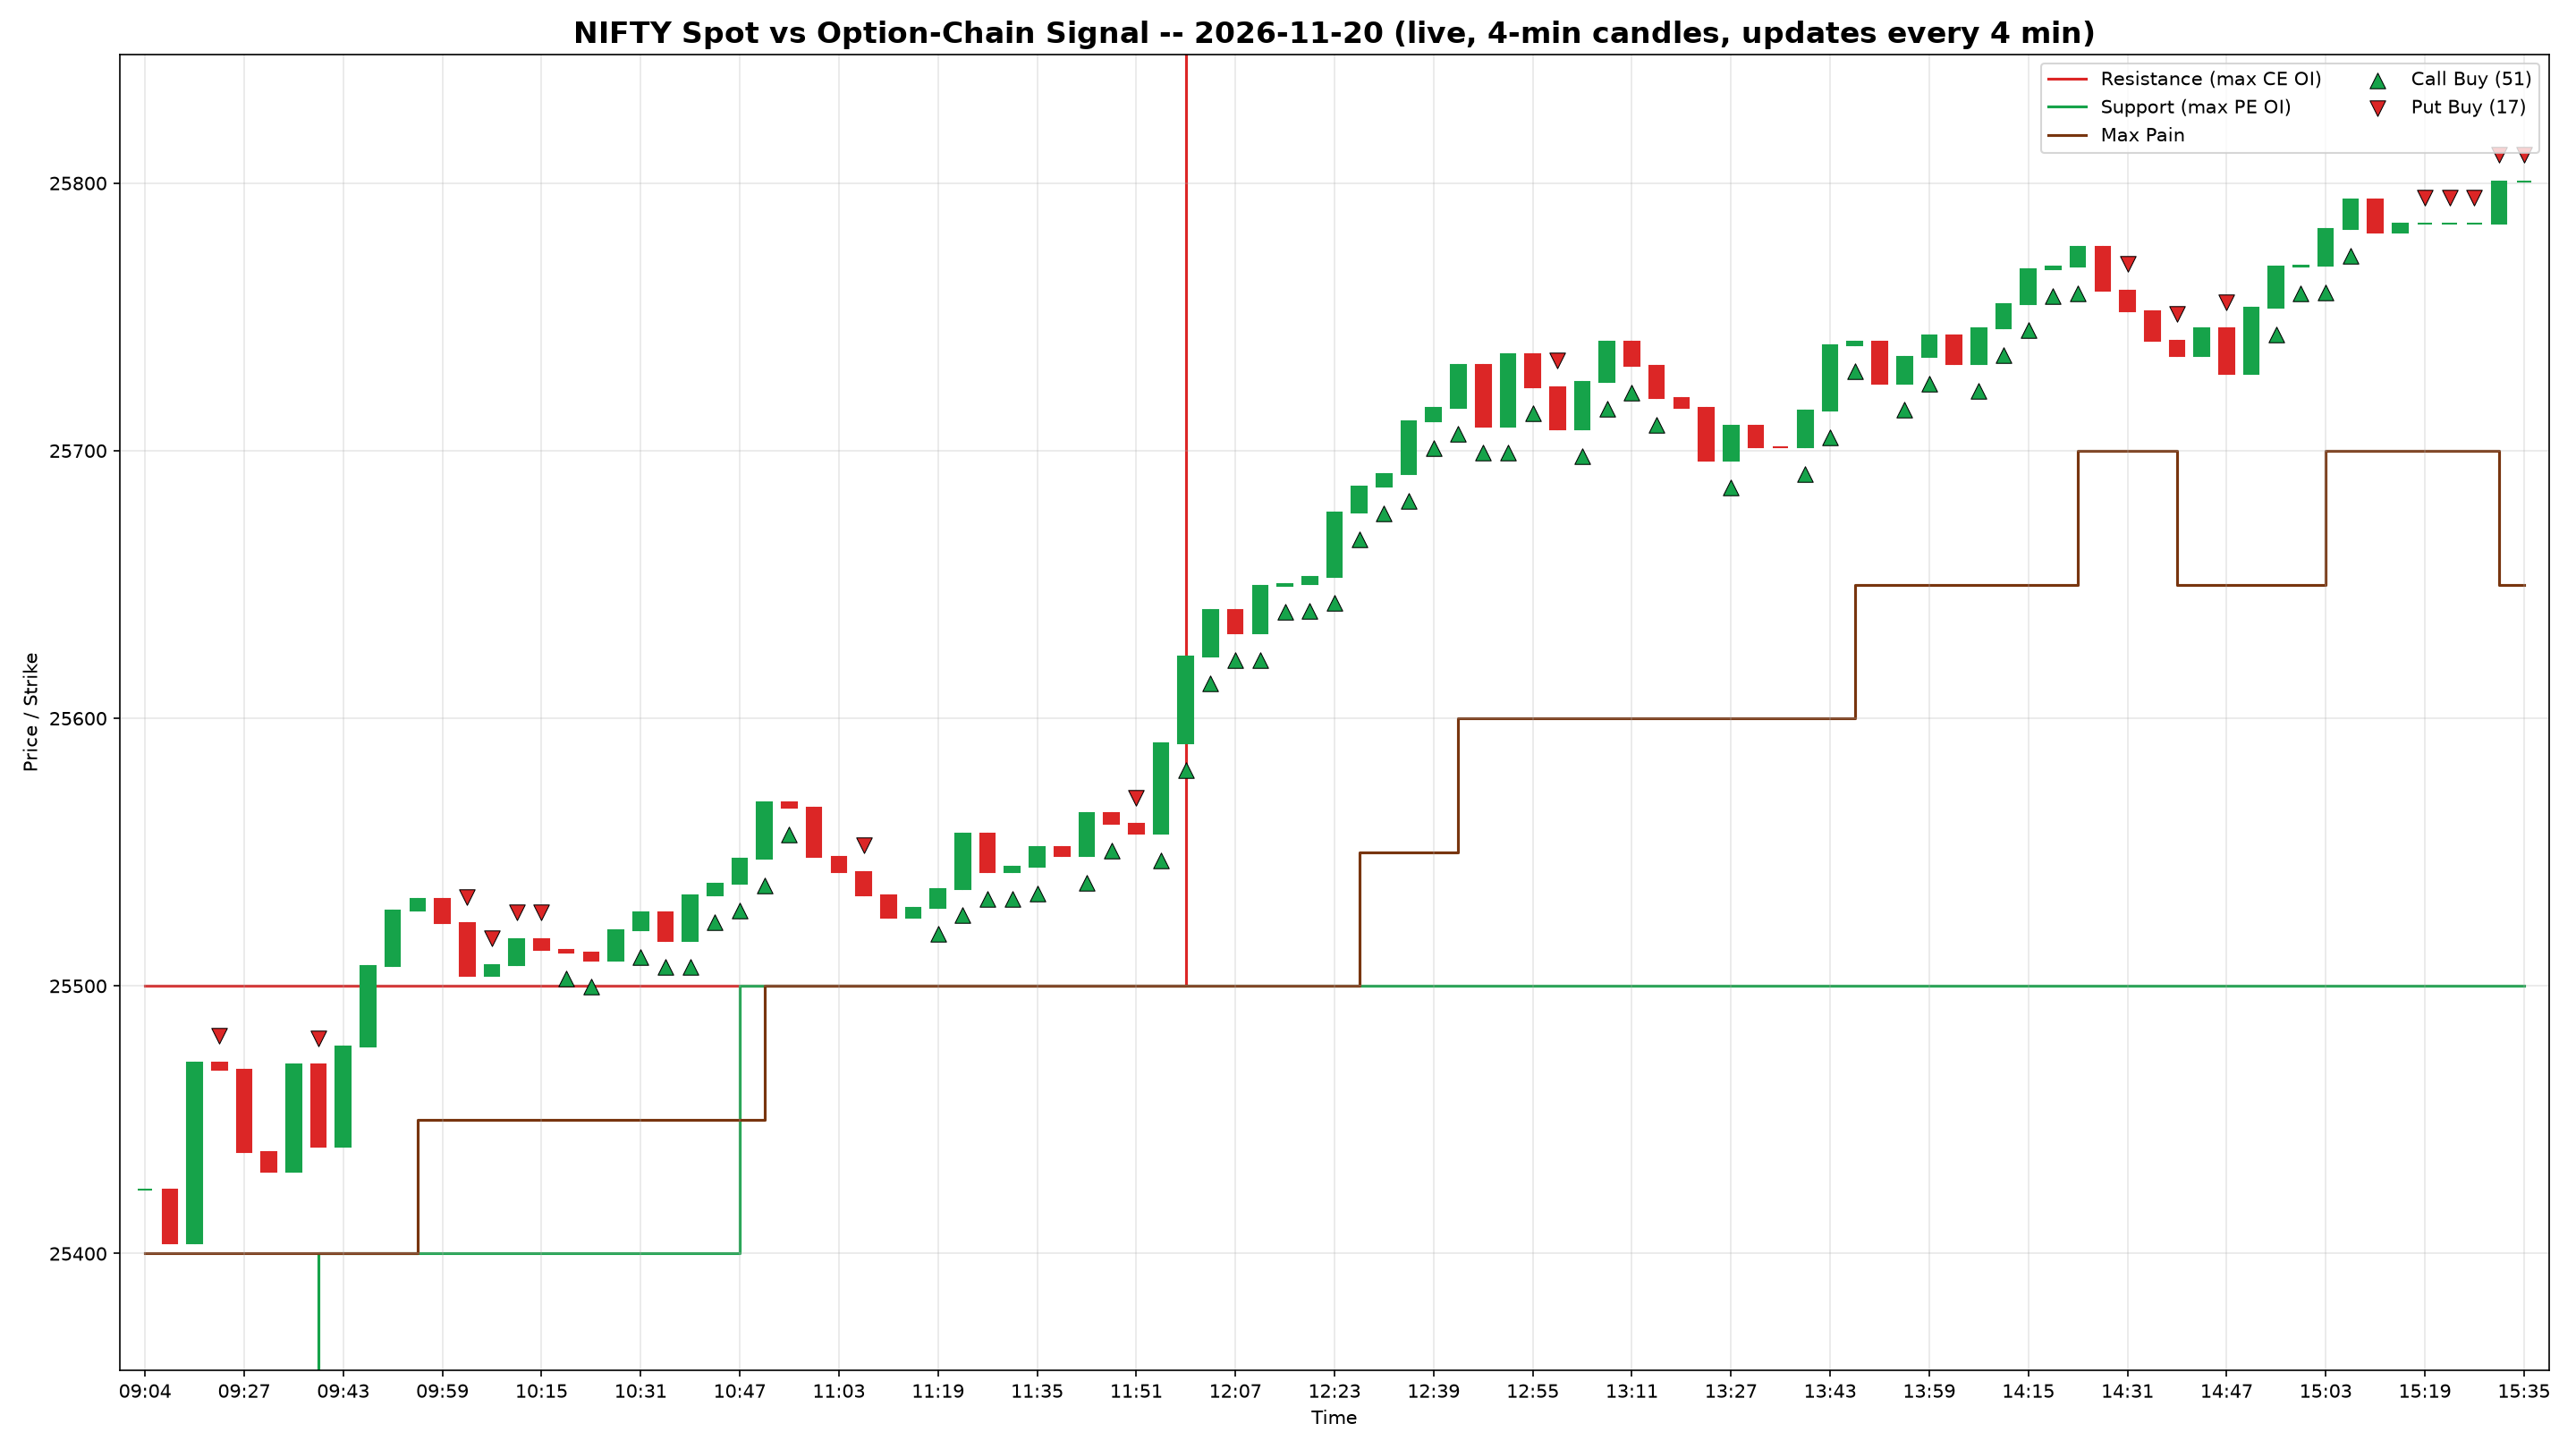 NIFTY Spot vs Option-Chain Signal -- 2026-11-20 (live, 4-min candles, updates every 4 min)
Resistance (max CE OI)
Support (max PE OI)
Max Pain
Call Buy (51)
Put Buy (17)
Price / Strike
25800
25700
25600
25500
25400
09:04 09:27 09:43 09:59 10:15 10:31 10:47 11:03 11:19 11:35 11:51 12:07 12:23 12:39 12:55 13:11 13:27 13:43 13:59 14:15 14:31 14:47 15:03 15:19 15:35
Time